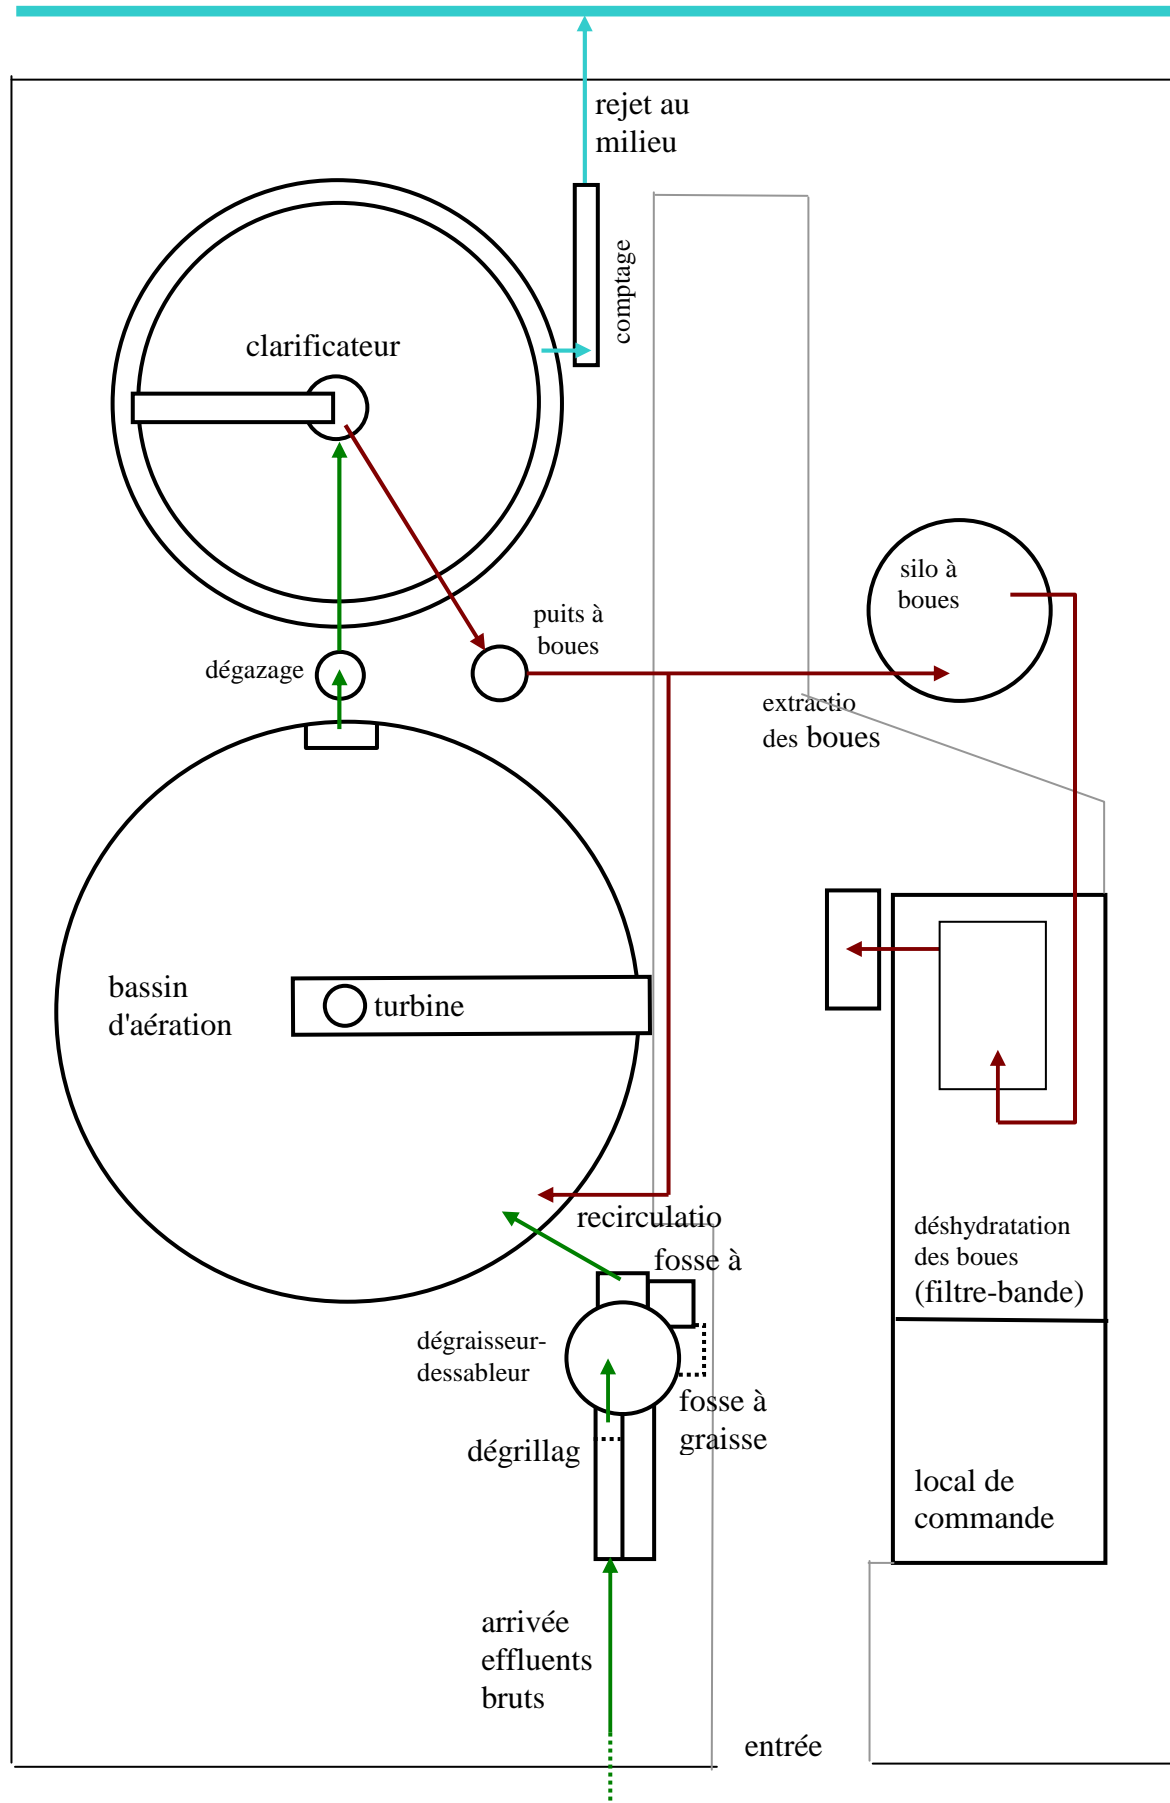 rejet au
milieu
comptage
clarificateur
silo à
boues
puits à
boues
dégazage
extractio
des boues
bassin
d'aération
turbine
recirculatio
fosse à
déshydratation
des boues
(filtre-bande)
dégraisseur-
dessableur
fosse à
graisse
dégrillag
local de
commande
arrivée
effluents
bruts
entrée